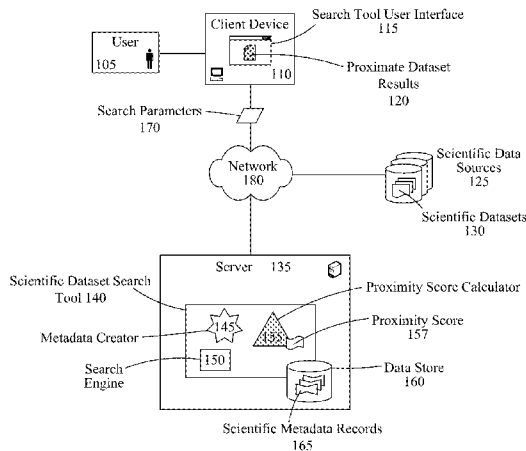 Client Device
Search Tool User Interface
115
User
105
110
Proximate Dataset
Results
120
Search Parameters
170
Network
180
Scientific Data
Sources
125
Scientific Datasets
130
Server 135
Scientific Dataset Search
Tool 140
Proximity Score Calculator
145
Metadata Creator
Proximity Score
157
Search
Engine
150
Data Store
160
Scientific Metadata Records
165